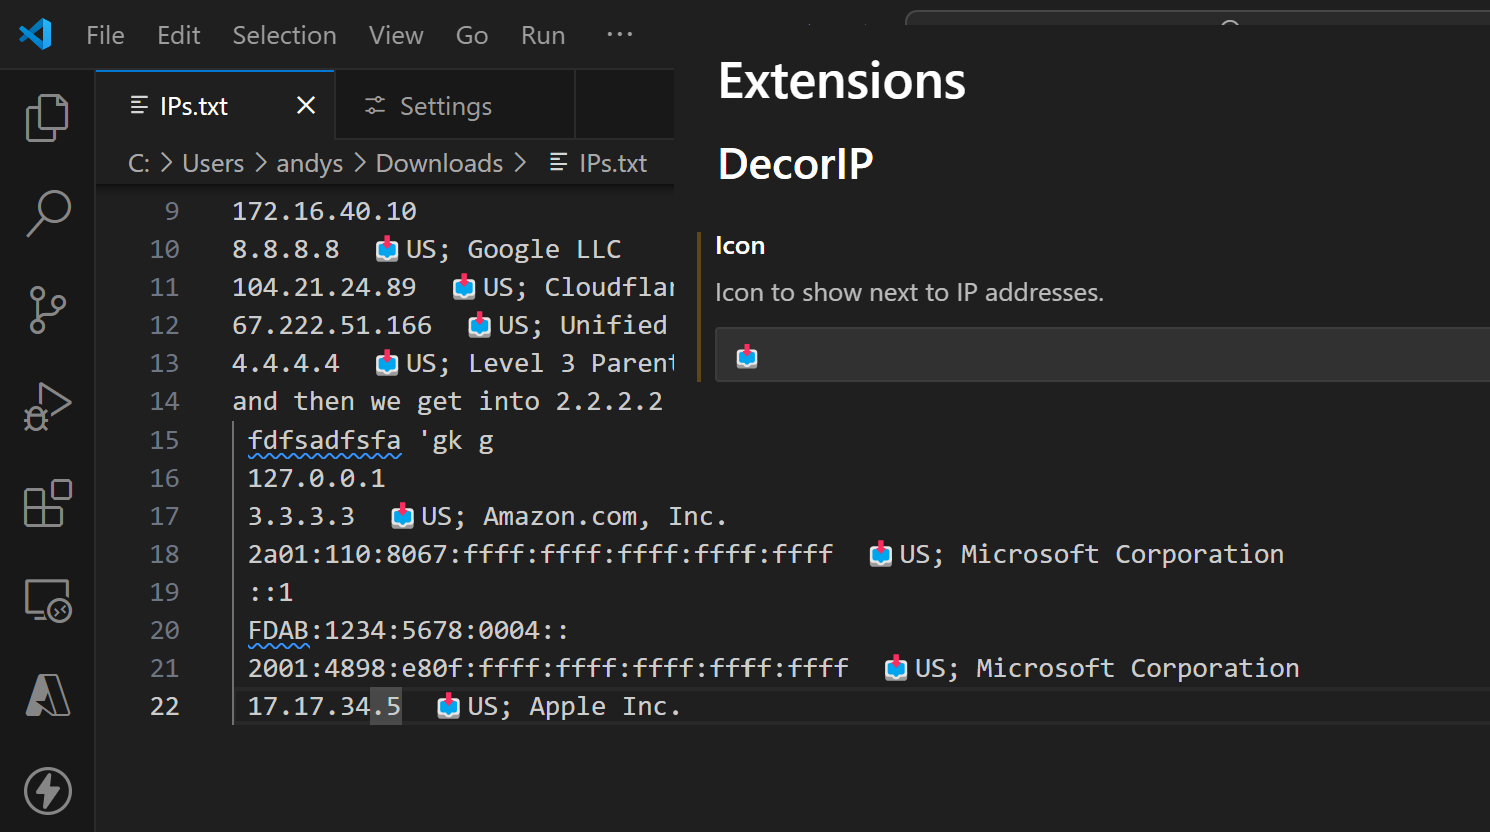 File Edit Selection View Go Run ···
IPs.txt
Settings
C: > Users > andys > Downloads > IPs.txt
9 172.16.40.10
10 8.8.8.8 📥US; Google LLC
11 104.21.24.89 📥US; Cloudflar
12 67.222.51.166 📥US; Unified
13 4.4.4.4 📥US; Level 3 Parent
14 and then we get into 2.2.2.2
15 fdfsadfsfa 'gk g
16 127.0.0.1
17 3.3.3.3 📥US; Amazon.com, Inc.
18 2a01:110:8067:ffff:ffff:ffff:ffff:ffff 📥US; Microsoft Corporation
19 ::1
20 FDAB:1234:5678:0004::
21 2001:4898:e80f:ffff:ffff:ffff:ffff:ffff 📥US; Microsoft Corporation
22 17.17.34.5 📥US; Apple Inc.
Extensions
DecorIP
Icon
Icon to show next to IP addresses.
📥